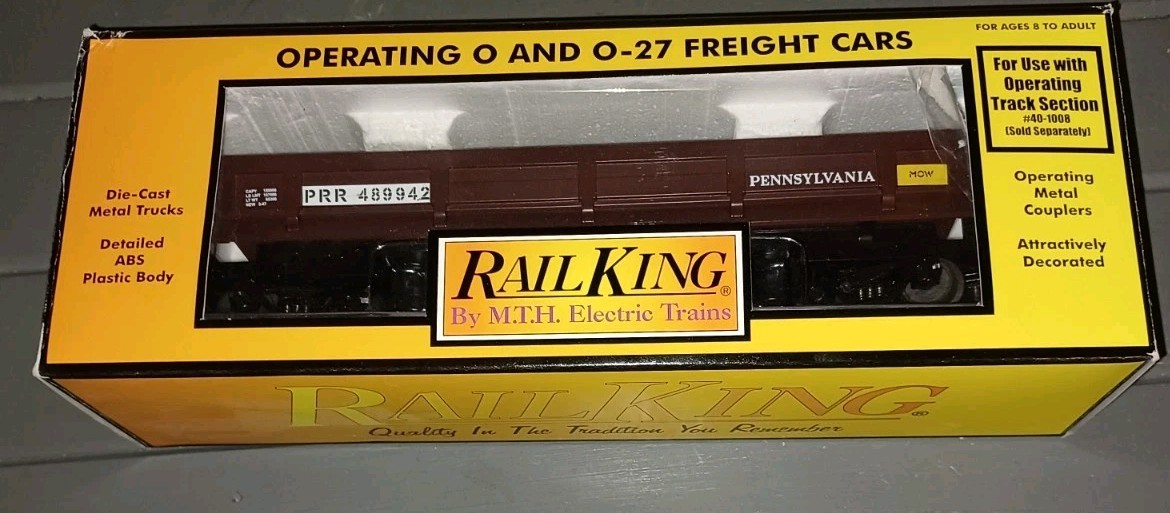 OPERATING O AND O-27 FREIGHT CARS
FOR AGES 8 TO ADULT
For Use with
Operating
Track Section
#40-1008
(Sold Separately)
Die-Cast
Metal Trucks
Detailed
ABS
Plastic Body
PRR 489942
PENNSYLVANIA
MOW
Operating
Metal
Couplers
Attractively
Decorated
RAILKING®
By M.T.H. Electric Trains
RAILKING®
Quality In The Tradition You Remember